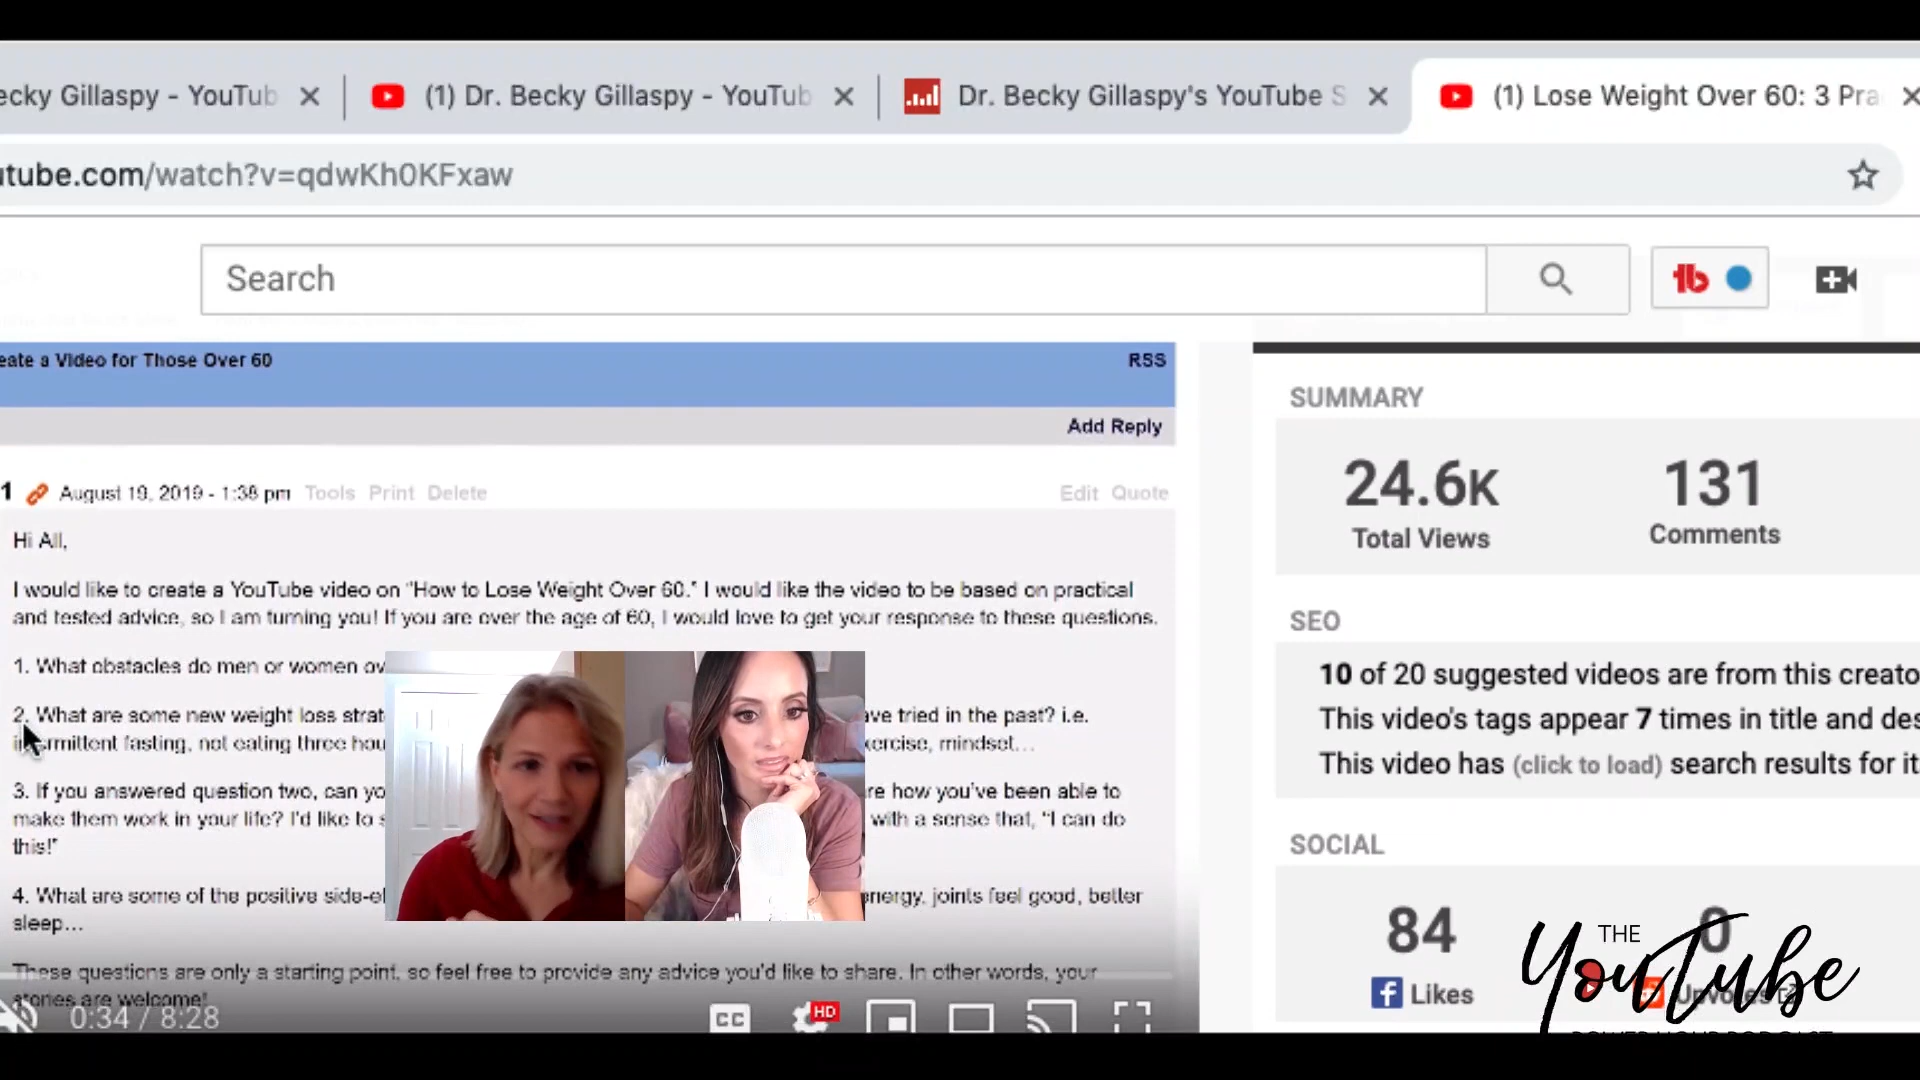 ecky Gillaspy - YouTub
(1) Dr. Becky Gillaspy - YouTub
Dr. Becky Gillaspy's YouTube S
(1) Lose Weight Over 60: 3 Pra
utube.com/watch?v=qdwKh0KFxaw
Search
eate a Video for Those Over 60
RSS
Add Reply
1 August 19, 2019 - 1:38 pm Tools Print Delete
Edit Quote
Hi All,
I would like to create a YouTube video on "How to Lose Weight Over 60." I would like the video to be based on practical
and tested advice, so I am turning you! If you are over the age of 60, I would love to get your response to these questions.
1. What obstacles do men or women ov
2. What are some new weight loss strat ve tried in the past? i.e.
intermittent fasting, not eating three hou xercise, mindset...
3. If you answered question two, can yo re how you've been able to
make them work in your life? I'd like to s with a sense that, "I can do
this!"
4. What are some of the positive side-ef nergy, joints feel good, better
sleep...
These questions are only a starting point, so feel free to provide any advice you'd like to share. In other words, your
stories are welcome!
0:34 / 8:28
CC
HD
SUMMARY
24.6K
Total Views
131
Comments
SEO
10 of 20 suggested videos are from this creato
This video's tags appear 7 times in title and des
This video has (click to load) search results for it
SOCIAL
84
Likes
0
Upvotes
THE
YouTube
POWER HOUR PODCAST